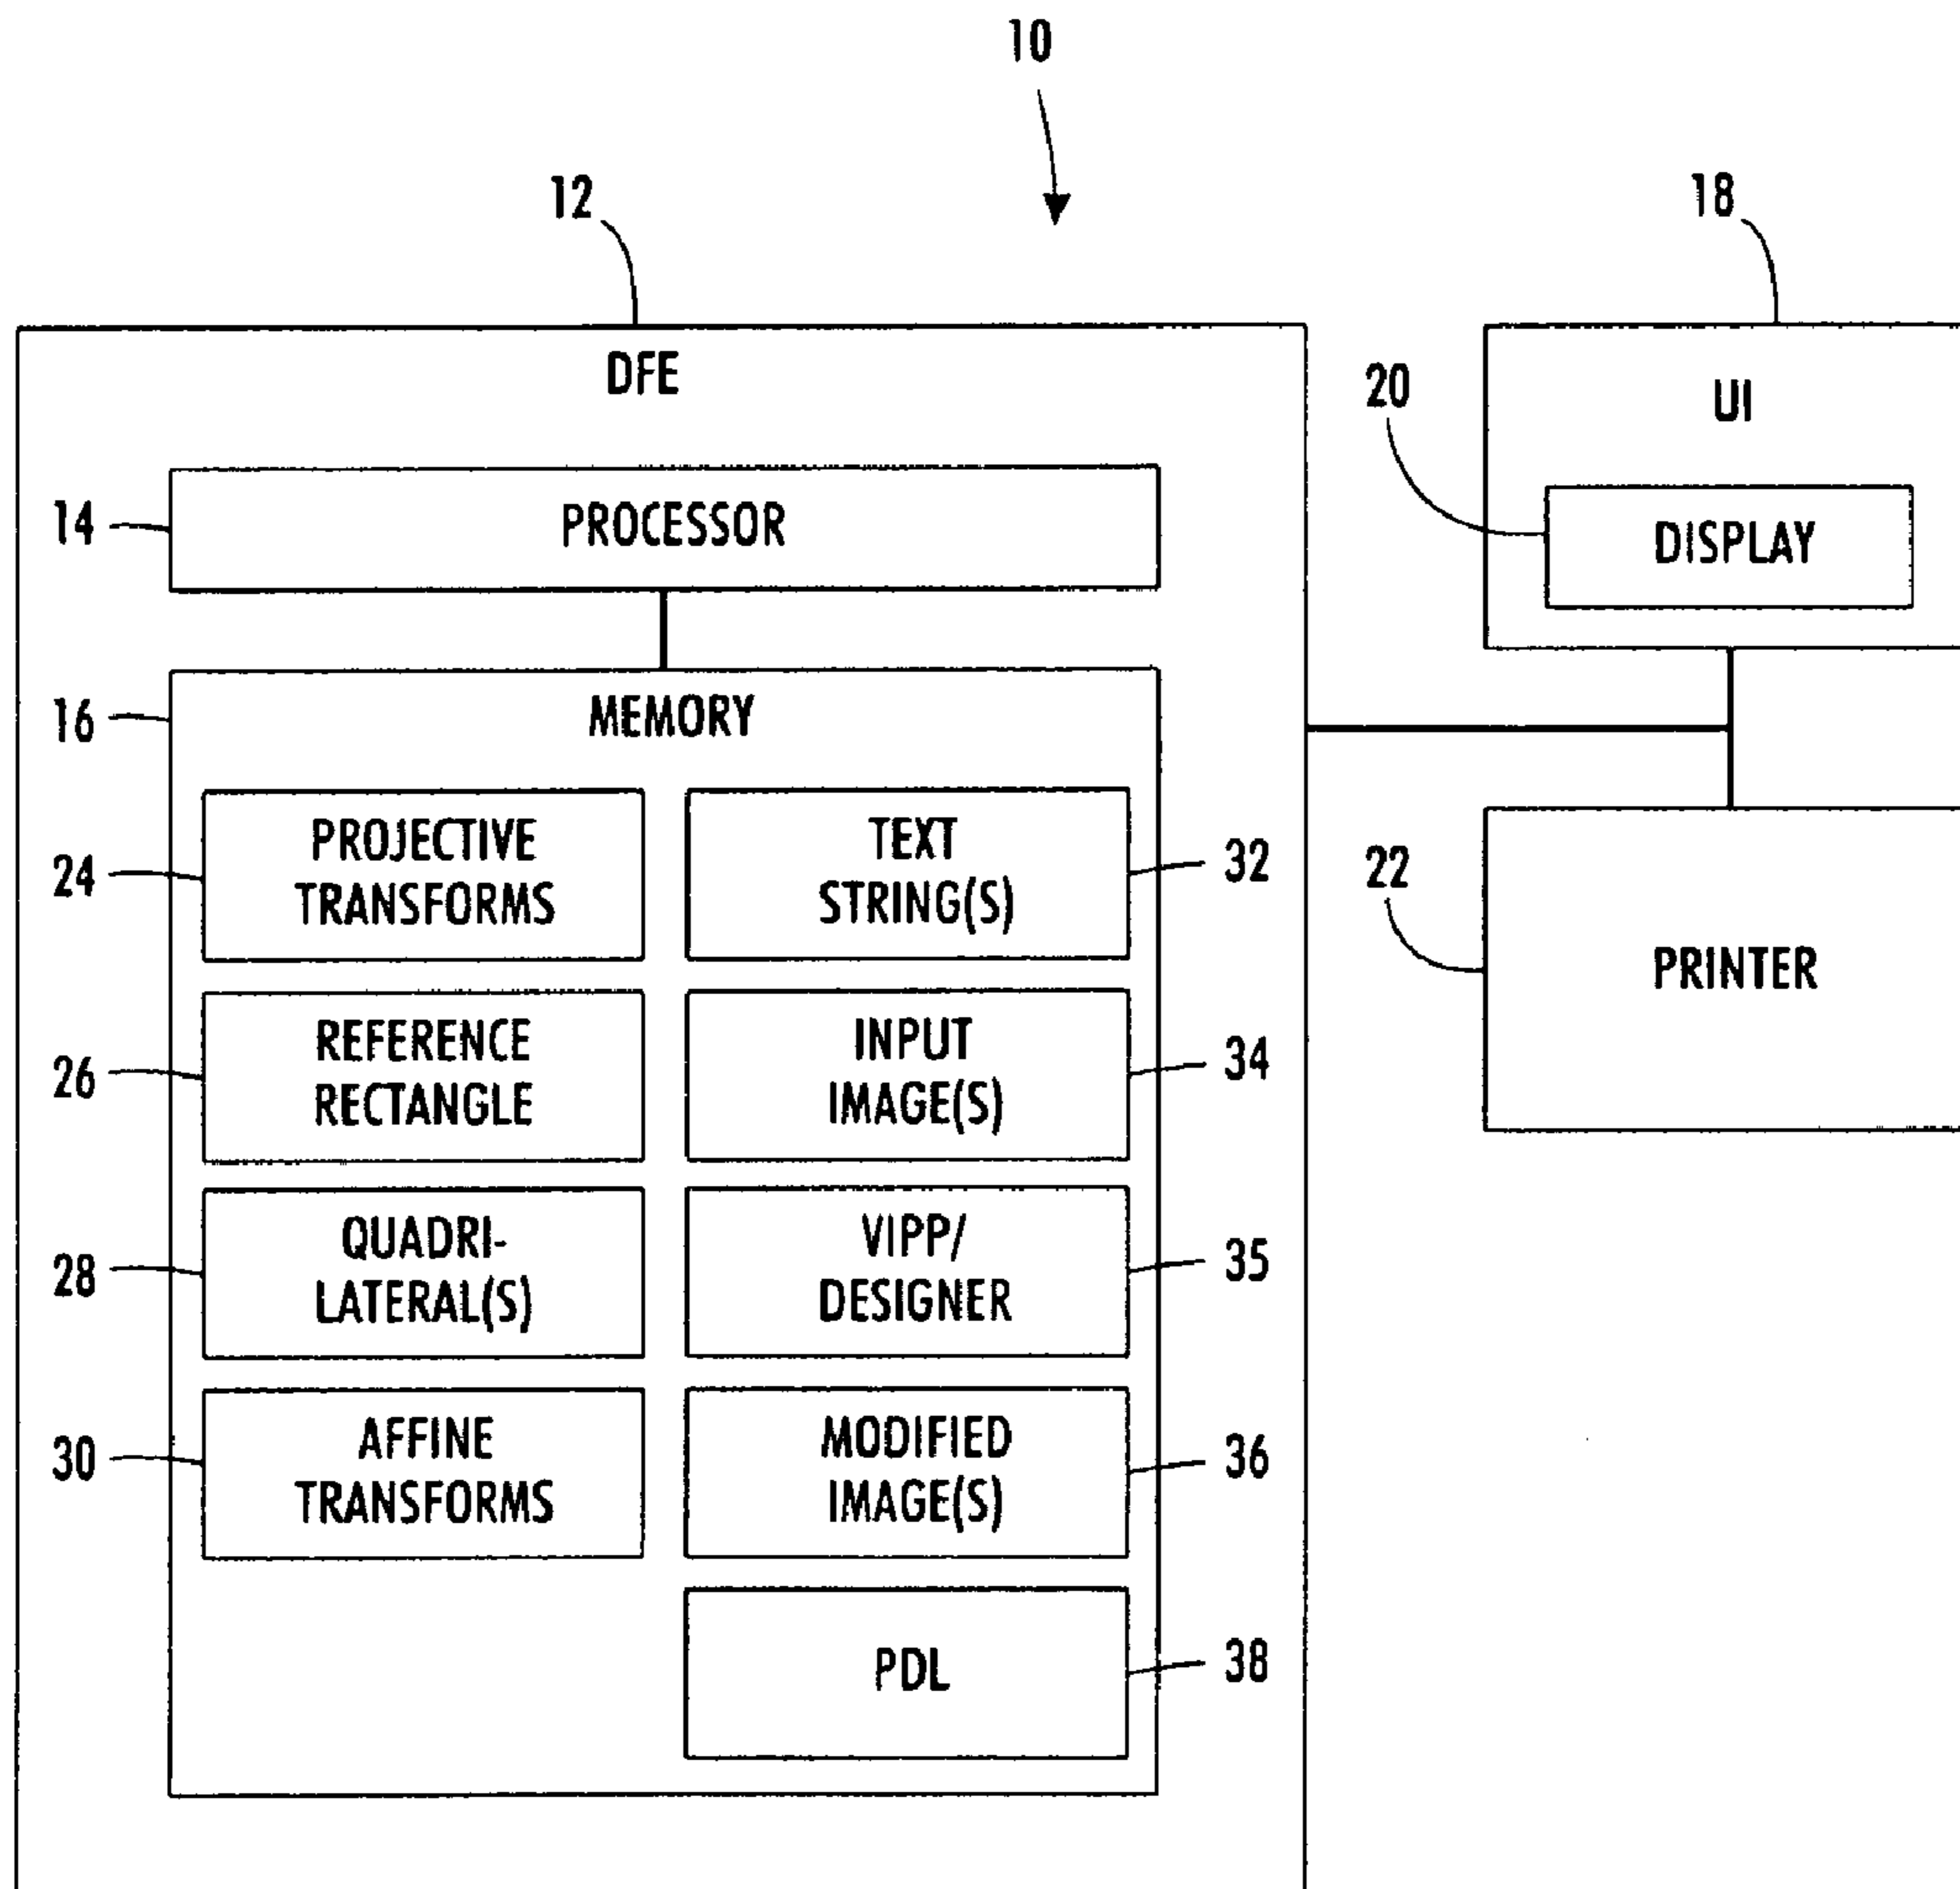 10
12
18
DFE
20
UI
14
PROCESSOR
DISPLAY
16
MEMORY
24
PROJECTIVE
TRANSFORMS
TEXT
STRING(S)
32
22
PRINTER
26
REFERENCE
RECTANGLE
INPUT
IMAGE(S)
34
28
QUADRI-
LATERAL(S)
VIPP/
DESIGNER
35
30
AFFINE
TRANSFORMS
MODIFIED
IMAGE(S)
36
PDL
38